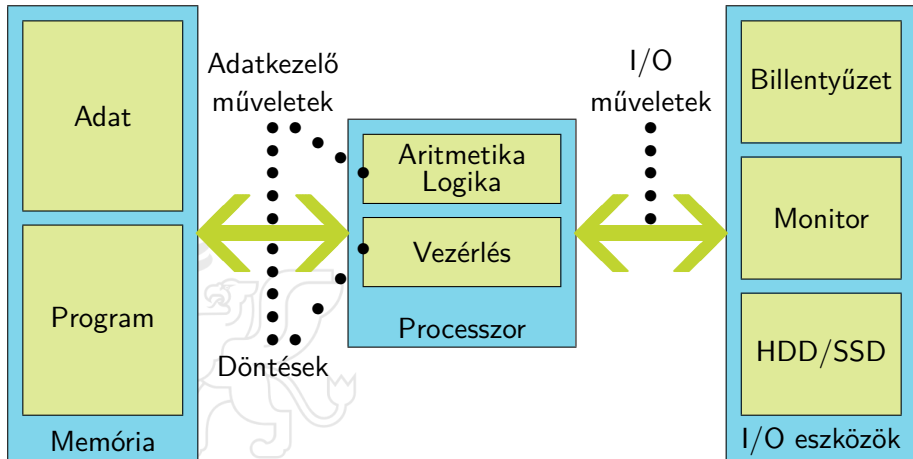 Adat
Program
Memória
Adatkezelő
műveletek
Döntések
Aritmetika
Logika
Vezérlés
Processzor
I/O
műveletek
Billentyűzet
Monitor
HDD/SSD
I/O eszközök